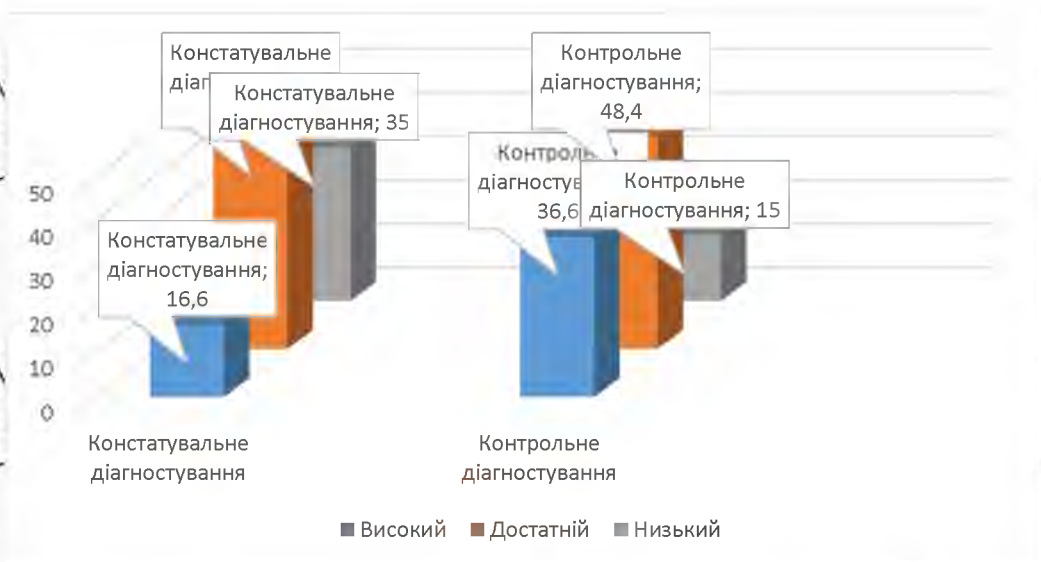 Констатувальне
Констатувальне
діагностування; 35
Контрольне
діагностування;
48,4
36,6
Контрольне
діагностування; 15
Констатувальне
діагностування;
16,6
50
40
30
20
10
0
Констатувальне
діагностування
Контрольне
діагностування
Високий Достатній Низький